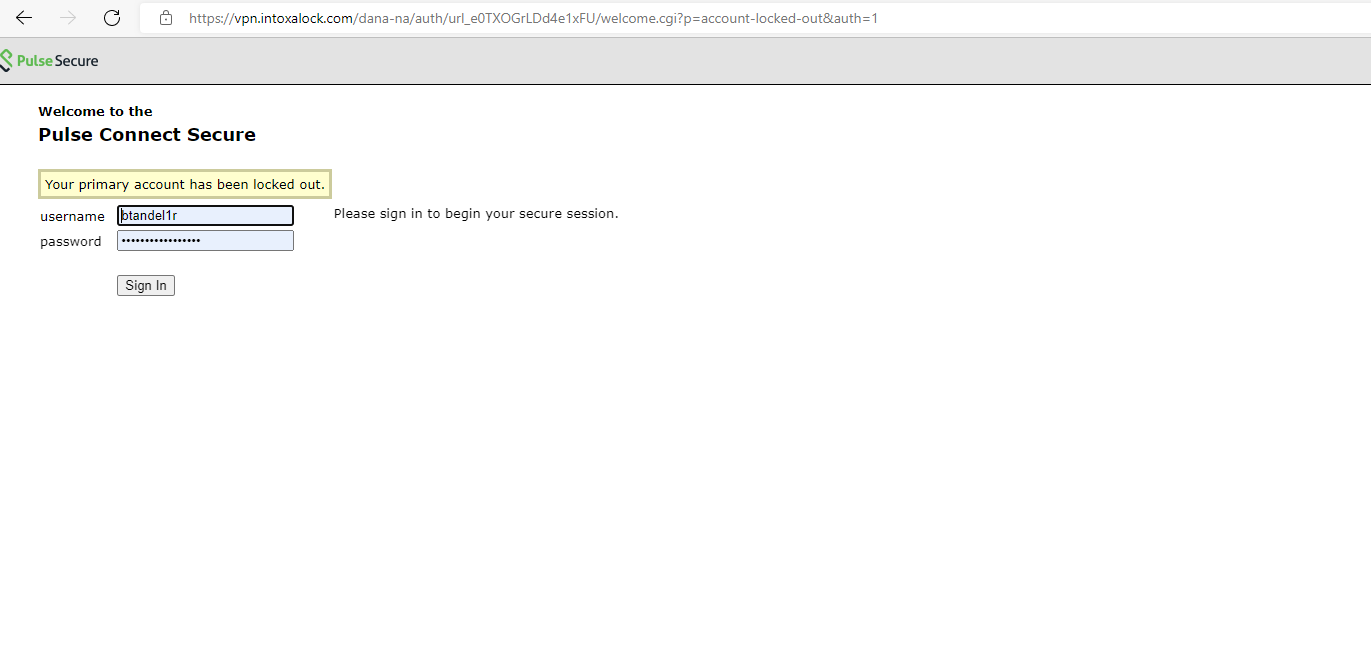 https://vpn.intoxalock.com/dana-na/auth/url_e0TXOGrLDd4e1xFU/welcome.cgi?p=account-locked-out&auth=1
Pulse Secure
Welcome to the
Pulse Connect Secure
Your primary account has been locked out.
username btandel1r Please sign in to begin your secure session.
password ••••••••••••••••
Sign In